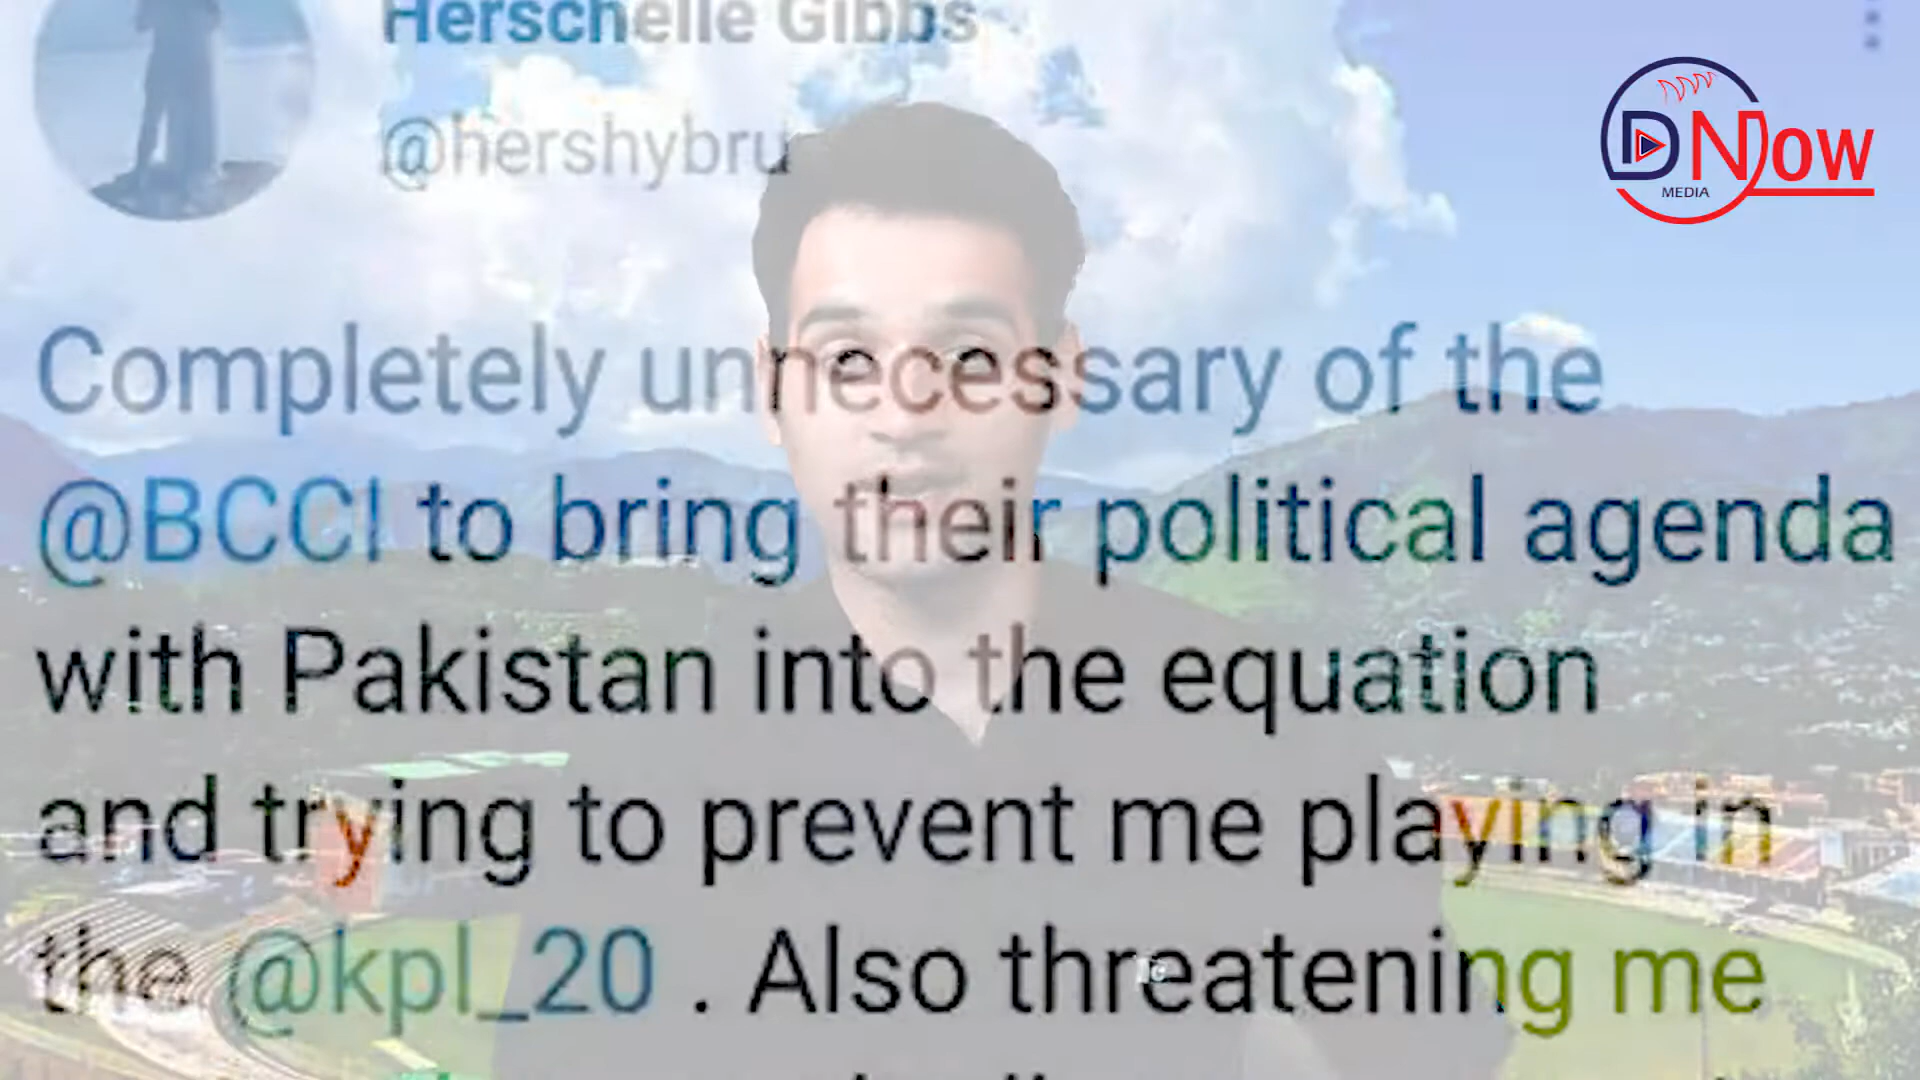 Herschelle Gibbs
@hershybru
DNow
MEDIA
Completely unnecessary of the
@BCCI to bring their political agenda
with Pakistan into the equation
and trying to prevent me playing in
the @kpl_20 . Also threatening me